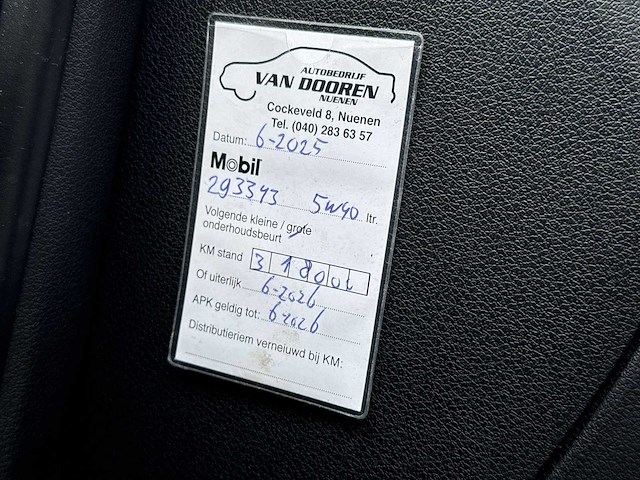 AUTOBEDRIJF
VAN DOOREN
NUENEN
Cockeveld 8, Nuenen
Tel. (040) 283 63 57
Datum: 6-2025
Mobil
293343 5W40 ltr.
Volgende kleine / grote
onderhoudsbeurt
KM stand 318000
Of uiterlijk 6-2026
APK geldig tot: 6-2026
Distributieriem vernieuwd bij KM: